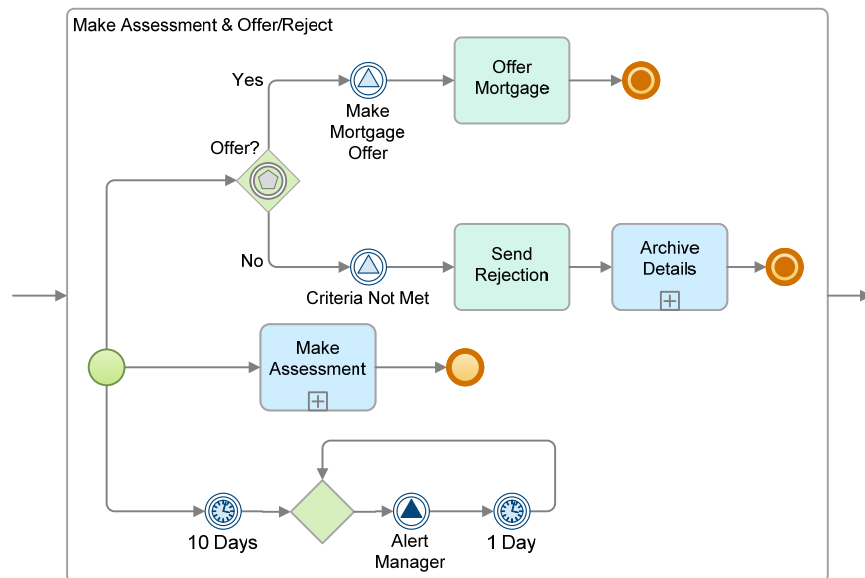 Make Assessment & Offer/Reject
Yes
Offer
Mortgage
Make
Mortgage
Offer
Offer?
No
Criteria Not Met
Send
Rejection
Archive
Details
Make
Assessment
10 Days
Alert
Manager
1 Day